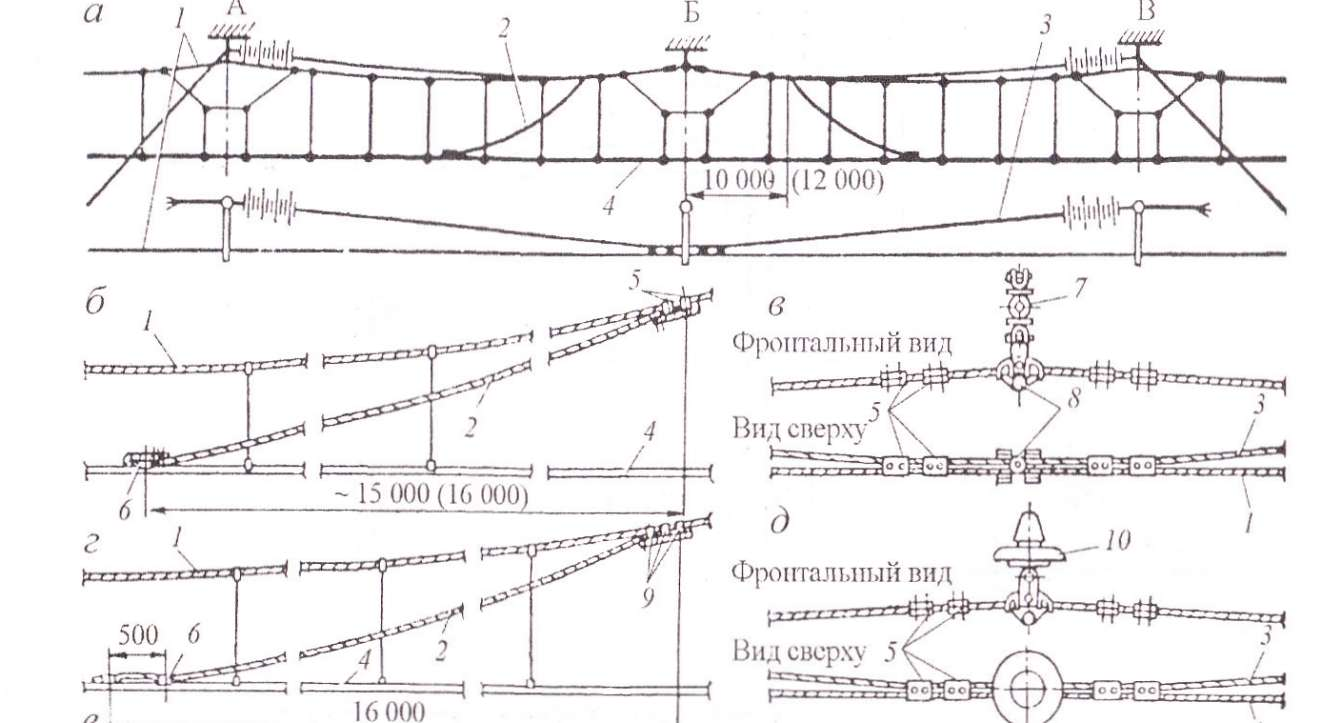 а 1 А 2 Б 3 В
4 10 000 (12 000)
б 1 5
2 4
6 ~ 15 000 (16 000)
в 7
Фронтальный вид
5 8 3
Вид сверху
1
г 1
9
500 6 2 4
16 000
д 10
Фронтальный вид
Вид сверху 5 3